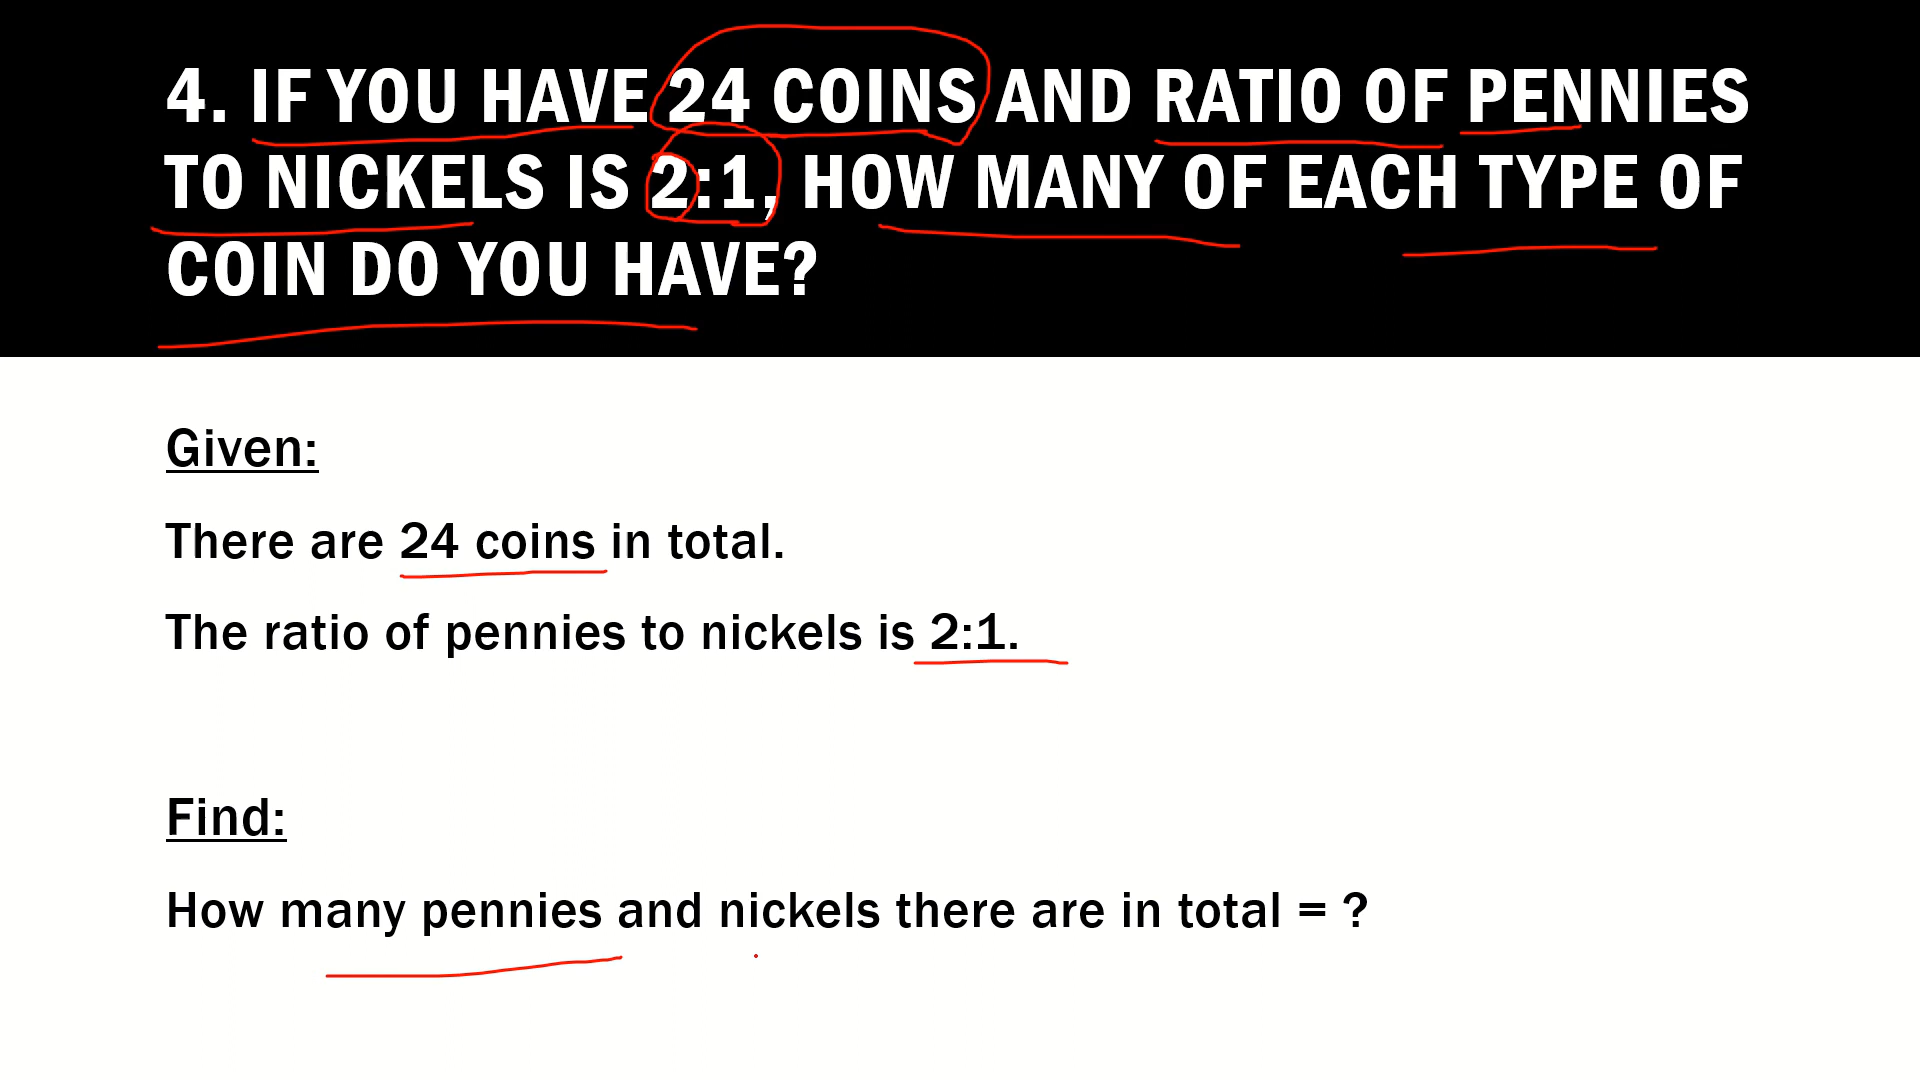 4. IF YOU HAVE 24 COINS AND RATIO OF PENNIES
TO NICKELS IS 2:1, HOW MANY OF EACH TYPE OF
COIN DO YOU HAVE?
Given:
There are 24 coins in total.
The ratio of pennies to nickels is 2:1.
Find:
How many pennies and nickels there are in total = ?